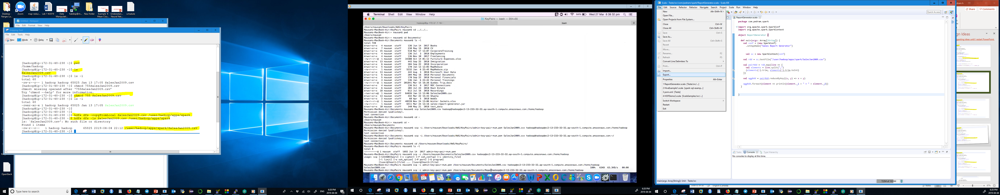 Desktop - Narges La...
Zoom
map-reduc...
Lab 1 W2019
Data Manipulati...
habibip@m...
New folder
Example K Mean Clus...
Understan... Neural Net...
schadule
Untitled - Notepad
File Edit Format View Help
Snipping Tool
File Edit Tools Help
New Mode Delay
[hadoop@ip-172-31-48-238 ~]$ pwd
/home/hadoop
[hadoop@ip-172-31-48-238 ~]$ ls
SalesJan2009.csv
[hadoop@ip-172-31-48-238 ~]$ ls -l
total 68
-rw-r--r-- 1 hadoop hadoop 65825 Jan 13 17:05 SalesJan2009.csv
[hadoop@ip-172-31-48-238 ~]$ chmod 755SalesJan2009.csv
chmod: missing operand after ‘755SalesJan2009.csv’
Try 'chmod --help' for more information.
[hadoop@ip-172-31-48-238 ~]$ chmod 755 SalesJan2009.csv
[hadoop@ip-172-31-48-238 ~]$ ls -l
total 68
-rwxr-xr-x 1 hadoop hadoop 65825 Jan 13 17:05 SalesJan2009.csv
[hadoop@ip-172-31-48-238 ~]$
[hadoop@ip-172-31-48-238 ~]$
[hadoop@ip-172-31-48-238 ~]$ hdfs dfs -copyFromLocal SalesJan2009.csv /user/hadoop/apps/spark
[hadoop@ip-172-31-48-238 ~]$ hdfs dfs -ls SalesJan2009.csv /user/hadoop/apps/spark
ls: `SalesJan2009.csv': No such file or directory
Found 1 items
-rw-r--r-- 1 hadoop hadoop 65825 2019-04-04 22:12 /user/hadoop/apps/spark/SalesJan2009.csv
[hadoop@ip-172-31-48-238 ~]$
OpenStack
Type here to search
ENG
6:20 PM
2019-04-04
Terminal Shell Edit View Window Help
64% Wed 27 Mar 8:38:32 pm
KeyPairs — bash — 204×55
hadoop@ip-172-31-7-19:~
bash
/Users/mausam/Downloads/AWS/KeyPairs
Mausams-MacBook-Air:KeyPairs mausam$ cd ../../..
Mausams-MacBook-Air:~ mausam$ pwd
/Users/mausam
Mausams-MacBook-Air:~ mausam$ cd Documents/
Mausams-MacBook-Air:Documents mausam$ ls -l
total 728
drwxr-xr-x 4 mausam staff 136 Jun 14 2017 Books
drwxr-xr-x 7 mausam staff 238 May 15 2018 CV
drwxr-xr-x 15 mausam staff 510 Mar 17 12:07 CorporateTraining
drwxr-xr-x 4 mausam staff 136 Jul 3 2018 Employments
drwxr-xr-x 4 mausam staff 136 Nov 30 2017 Freelancing
-rw-r--r--@ 1 mausam staff 34388 Oct 14 01:12 Furniture Expenses.xlsx
drwxr-xr-x 13 mausam staff 442 Sep 22 2018 Immigration
drwxr-xr-x 6 mausam staff 204 Sep 22 2018 Incorporation
drwxr-xr-x 5 mausam staff 170 Jan 13 12:03 MapReduce
-rw-r--r-- 1 mausam staff 5232 Jan 6 22:45 MapReduce.zip
drwxr-xr-x 13 mausam staff 442 Aug 3 2018 Microsoft User Data
drwxr-xr-x 6 mausam staff 204 May 16 2018 Personal Documents
drwxr-xr-x 5 mausam staff 170 Sep 22 2018 Personal Financials
drwxr-xr-x 4 mausam staff 136 Jan 6 22:42 Personal Trainings
-rw-r--r--@ 1 mausam staff 201841 Mar 15 16:26 Quebec Trip.docx
drwxr-xr-x 4 mausam staff 136 Oct 9 2017 RDC Connections
drwxr-xr-x 6 mausam staff 204 Jul 23 2018 Real Estate
drwxr-xr-x 18 mausam staff 612 Jul 16 2018 Recordings
-rw-r--r--@ 1 mausam staff 64826 Jan 13 12:06 SalesJan2009.csv
drwxr-xr-x 13 mausam staff 442 Mar 22 15:43 Shweta
drwxr-xr-x 2 mausam staff 68 Apr 5 2018 WebEx
-rw-r--r--@ 1 mausam staff 48228 Nov 24 13:06 Winter Jackets.xlsx
-rw-r--r-- 1 mausam staff 6411 Mar 24 12:16 sales-report-generator.jar
drwxr-xr-x 10 mausam staff 340 May 21 2018 test_data
Mausams-MacBook-Air:Documents mausam$ scp SalesJan2009.csv hadoop@hadoop@ec2-13-233-32-32.ap-south-1.compute.amazonaws.com:/home/hadoop
Permission denied (publickey).
lost connection
Mausams-MacBook-Air:Documents mausam$ cd -
/Users/mausam
Mausams-MacBook-Air:~ mausam$ cd -
/Users/mausam/Documents
Mausams-MacBook-Air:Documents mausam$ scp -i /Users/mausam/Downloads/AWS/KeyPairs/admin-key-pair-mum.pem SalesJan2009.csv hadoop@hadoop@ec2-13-233-32-32.ap-south-1.compute.amazonaws.com:/home/hadoop
Permission denied (publickey).
lost connection
Mausams-MacBook-Air:Documents mausam$ scp -i /Users/mausam/Downloads/AWS/KeyPairs/admin-key-pair-mum.pem SalesJan2009.csv hadoop@hadoop@ec2-13-233-32-32.ap-south-1.compute.amazonaws.com:~/
Permission denied (publickey).
lost connection
Mausams-MacBook-Air:Documents mausam$ cd /Users/mausam/Downloads/AWS/KeyPairs/
Mausams-MacBook-Air:KeyPairs mausam$ ls -l
total 8
-r--------@ 1 mausam staff 1692 Jun 14 2017 admin-key-pair-mum.pem
Mausams-MacBook-Air:KeyPairs mausam$ scp -i /Users/mausam/Documents/SalesJan2009.csv hadoop@ec2-13-233-32-32.ap-south-1.compute.amazonaws.com:/home/hadoop
usage: scp [-12346BCEpqrv] [-c cipher] [-F ssh_config] [-i identity_file]
[-l limit] [-o ssh_option] [-P port] [-S program]
[[user@]host1:]file1 ... [[user@]host2:]file2
Mausams-MacBook-Air:KeyPairs mausam$ scp -i admin-key-pair-mum.pem /Users/mausam/Documents/SalesJan2009.csv hadoop@ec2-13-233-32-32.ap-south-1.compute.amazonaws.com:/home/hadoop
SalesJan2009.csv 100% 63KB 63.3KB/s 00:00
Mausams-MacBook-Air:KeyPairs mausam$ scp -i admin-key-pair-mum.pem /Users/mausam/Documents/Repo hadoop@ec2-13-233-32-32.ap-south-1.compute.amazonaws.com:/home/hadoop
6:20 PM
2019-04-04
Scala - Teste/src/com/pedram/spark/ReportGenerator.scala - Scala IDE
File Edit Source Refactor Refactor Navigate Search Project Scala Run Window Help
Quick Access
New Alt+Shift+N
Open File...
Open Projects from File System...
Close Ctrl+W
Close All Ctrl+Shift+W
Save Ctrl+S
Save As...
Save All Ctrl+Shift+S
Revert
Move...
Rename... F2
Refresh F5
Convert Line Delimiters To
Print... Ctrl+P
Import...
Export...
Properties Alt+Enter
1 ReportGenerator.scala [Teste/src/...]
2 HiveExample1.scala [spark-sql-examp...]
3 pom.xml [Teste]
4 HOFDemo2.scala [ScalaSamples/src/...]
Switch Workspace
Restart
Exit
ReportGenerator.scala
package com.pedram.spark
import org.apache.spark.SparkConf
import org.apache.spark.SparkContext
object ReportGenerator {
def main(args: Array[String]) {
val conf = (new SparkConf)
.setAppName("Sales Report Generator")
val sc = new SparkContext(conf)
val rdd = sc.textFile("/user/hadoop/apps/spark/SalesJan2009.csv")
val pairRdd = rdd.map(line => {
val elements = line.split(",")
(elements(7).trim, elements(2).trim.toInt)
})
val aggRdd = pairRdd.reduceByKey((x, y) => x + y)
aggRdd.foreach(element => println(element._1 + " = " + element._2))
}
}
Tasks Console Type Hierarchy
No consoles to display at this time.
main(args: Array[String]): Unit - Teste/src
dram h
Share Comments
gn Ideas
ggesting ideas until I restart PowerPoint.
English (Canada)
Notes
67%
6:20 PM
2019-04-04